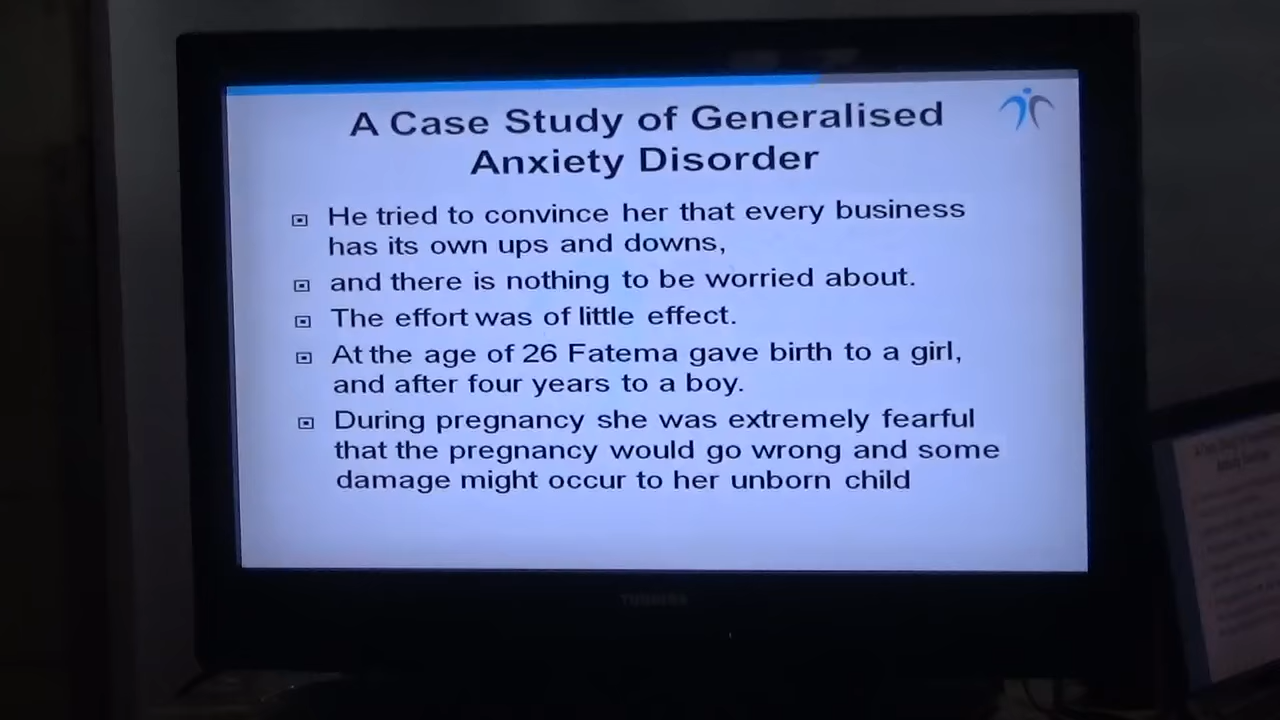 A Case Study of Generalised
Anxiety Disorder
He tried to convince her that every business
has its own ups and downs,
and there is nothing to be worried about.
The effort was of little effect.
At the age of 26 Fatema gave birth to a girl,
and after four years to a boy.
During pregnancy she was extremely fearful
that the pregnancy would go wrong and some
damage might occur to her unborn child
TOSHIBA